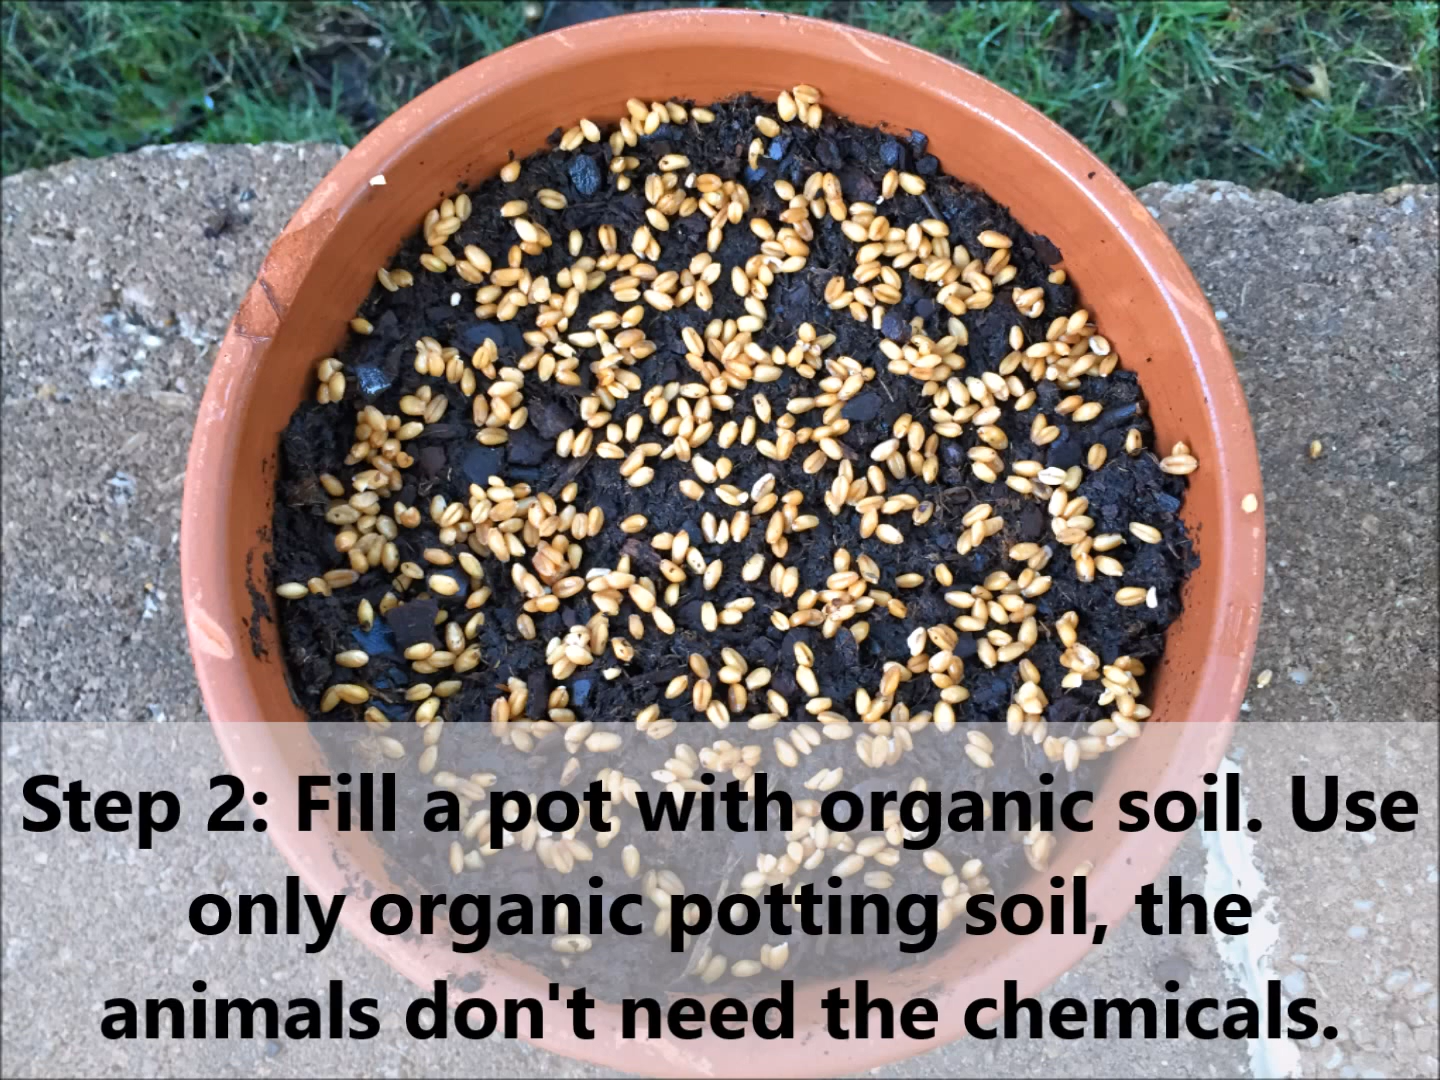 Step 2: Fill a pot with organic soil. Use
only organic potting soil, the
animals don't need the chemicals.